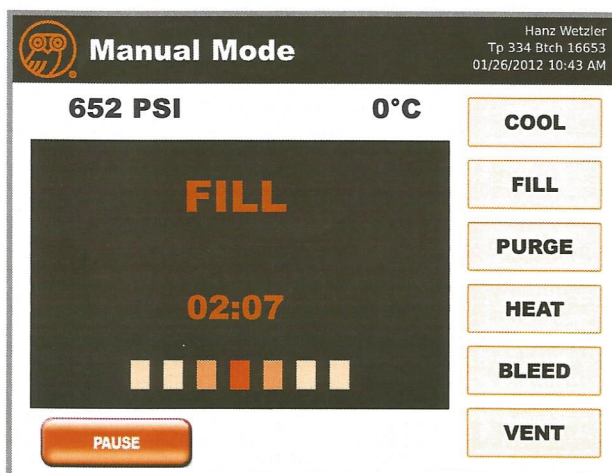 Manual Mode
Hanz Wetzler
Tp 334 Btch 16653
01/26/2012 10:43 AM
652 PSI 0°C
FILL
02:07
PAUSE
COOL
FILL
PURGE
HEAT
BLEED
VENT